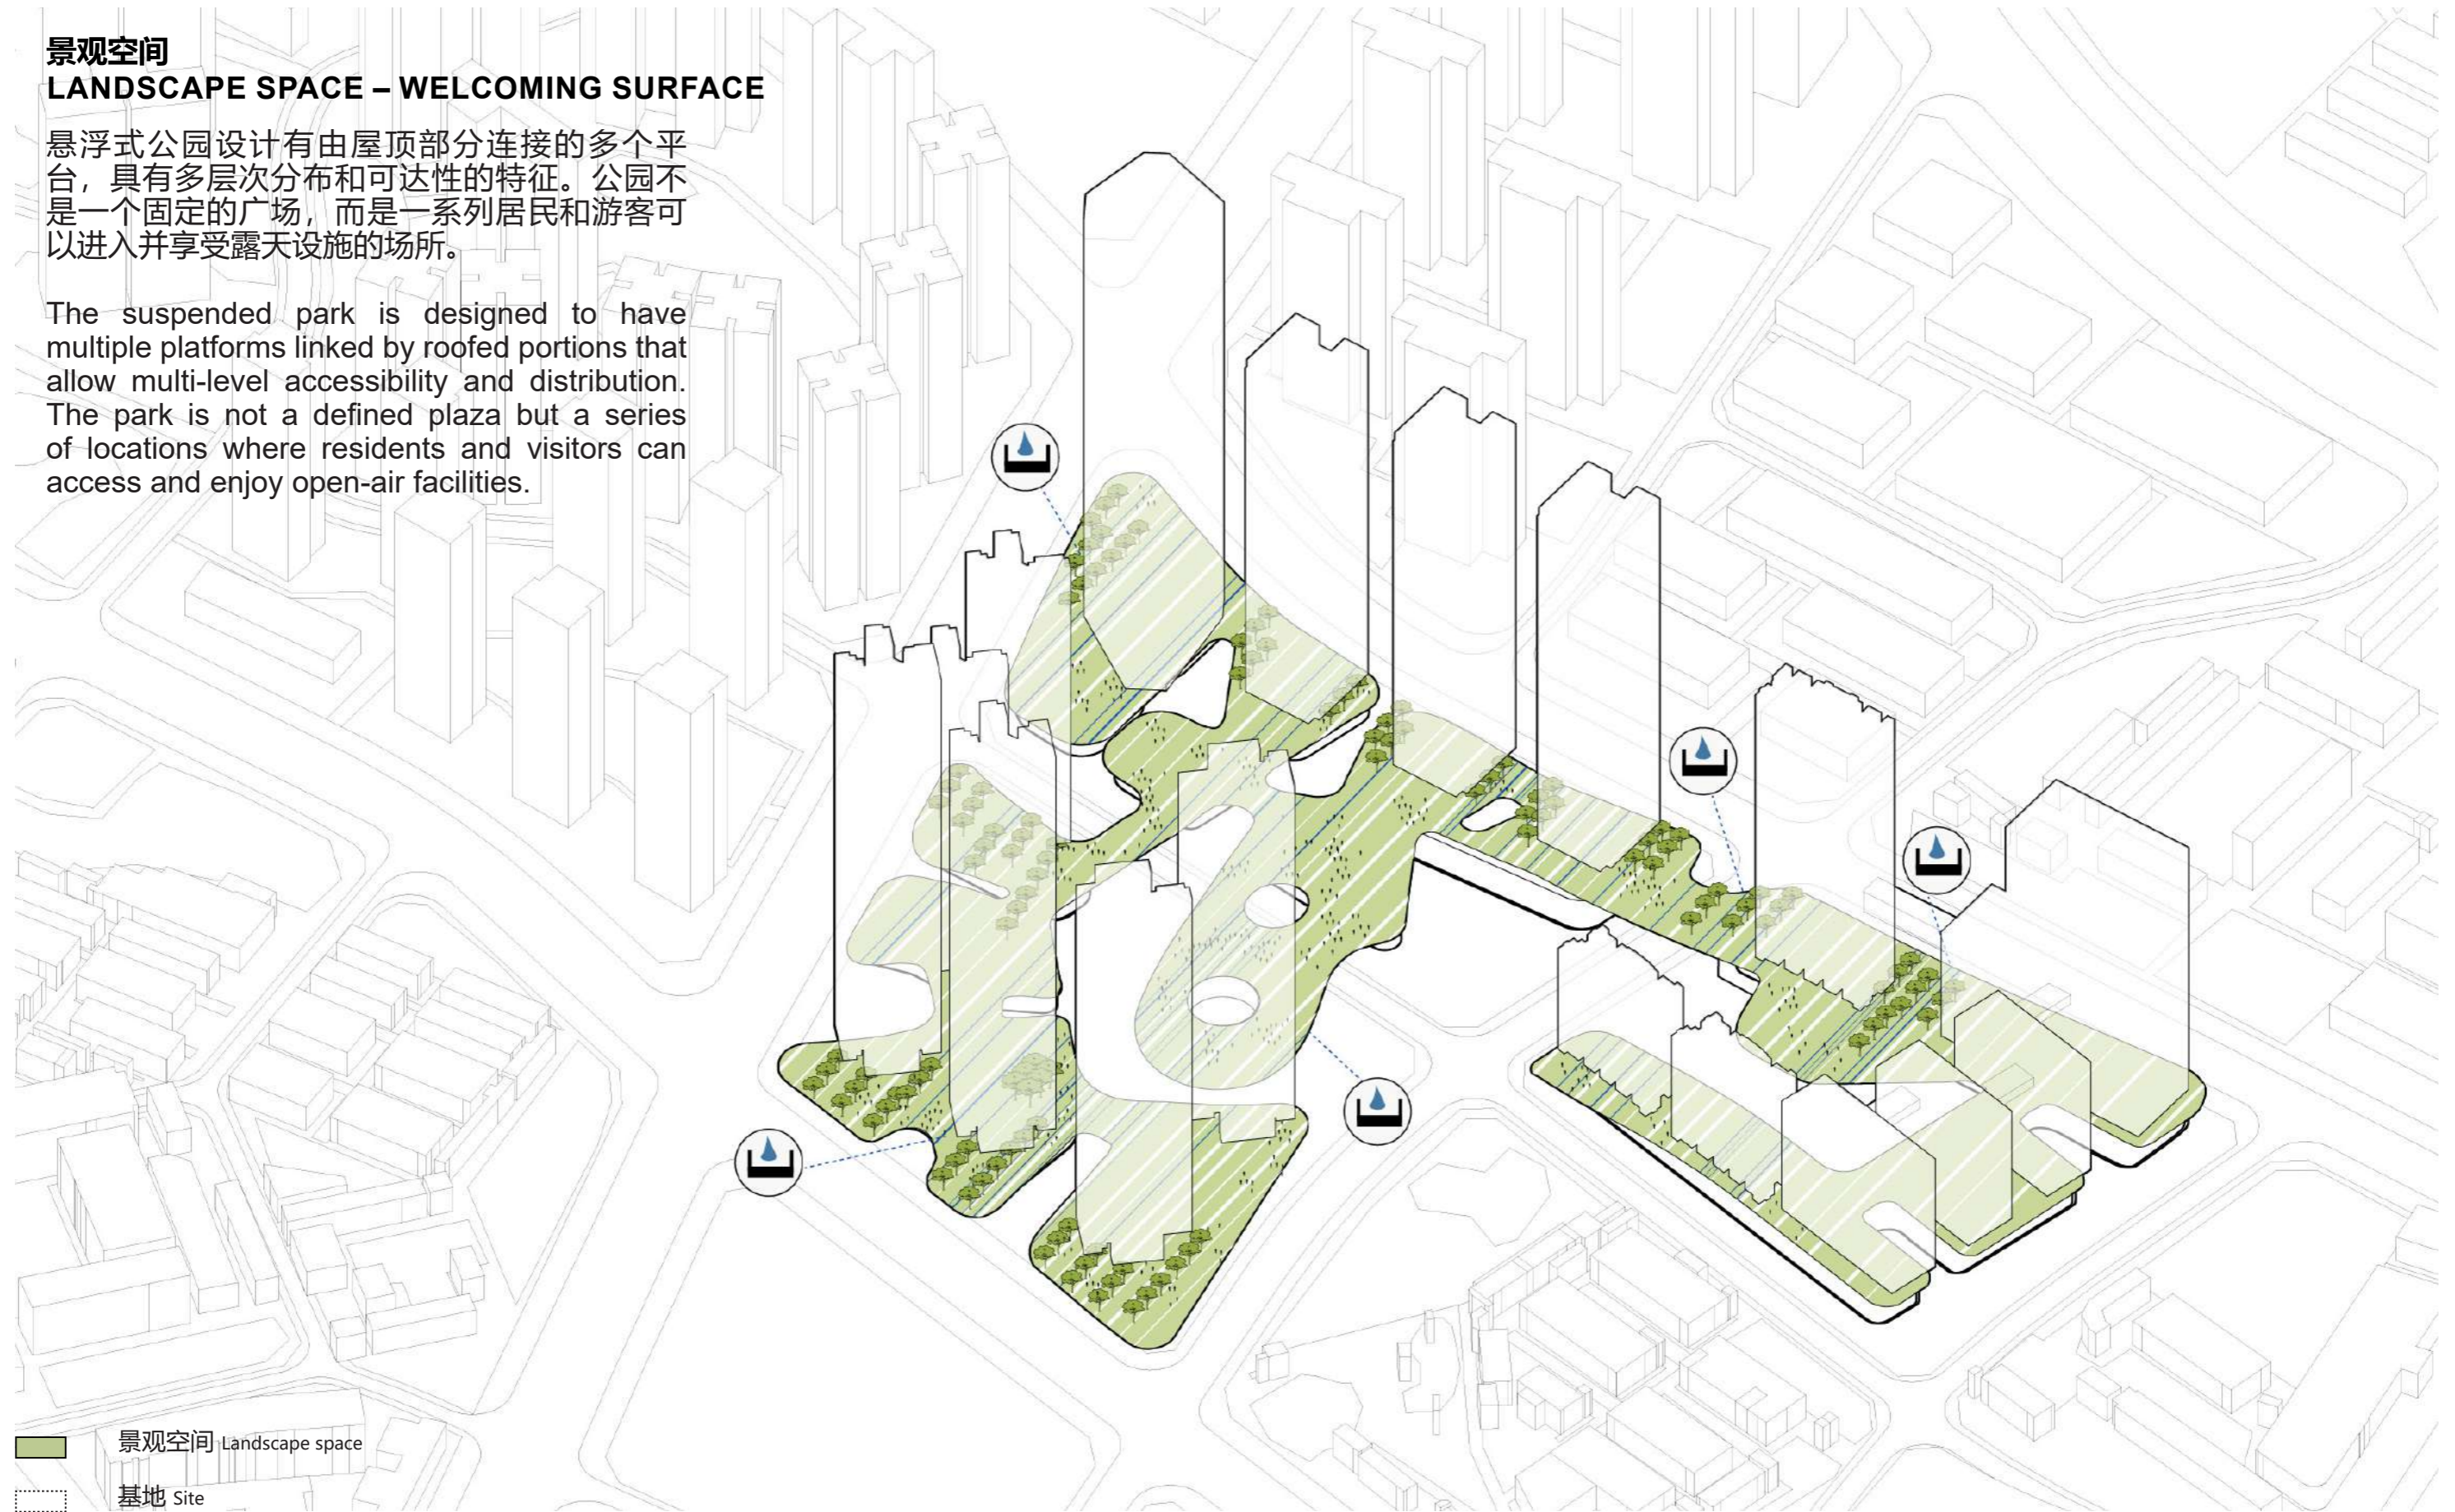 景观空间
LANDSCAPE SPACE – WELCOMING SURFACE
悬浮式公园设计有由屋顶部分连接的多个平
台，具有多层次分布和可达性的特征。公园不
是一个固定的广场，而是一系列居民和游客可
以进入并享受露天设施的场所。
The suspended park is designed to have
multiple platforms linked by roofed portions that
allow multi-level accessibility and distribution.
The park is not a defined plaza but a series
of locations where residents and visitors can
access and enjoy open-air facilities.
景观空间 Landscape space
基地 Site